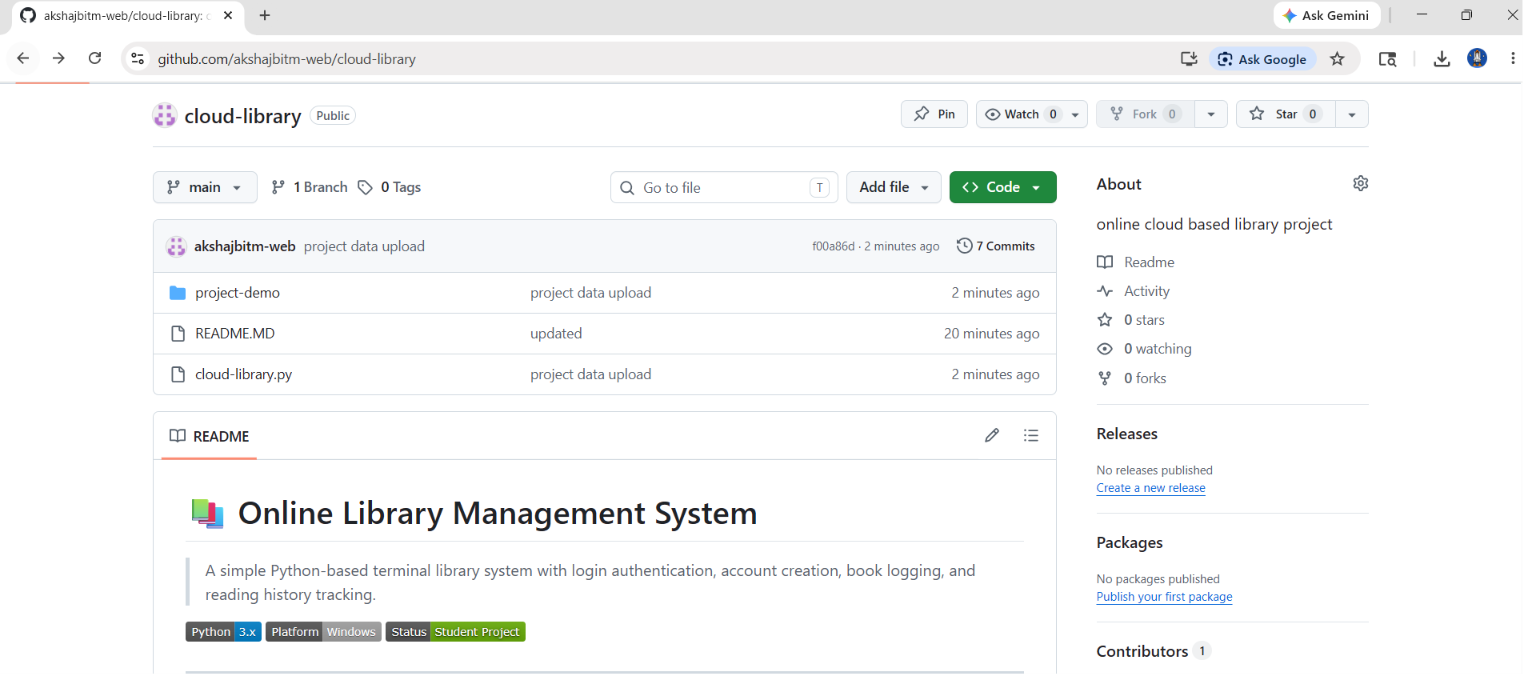 akshajbitm-web/cloud-library: c
Ask Gemini
github.com/akshajbitm-web/cloud-library
Ask Google
cloud-library Public
Pin
Watch 0
Fork 0
Star 0
main
1 Branch
0 Tags
Go to file T
Add file
Code
akshajbitm-web project data upload f00a86d · 2 minutes ago 7 Commits
project-demo project data upload 2 minutes ago
README.MD updated 20 minutes ago
cloud-library.py project data upload 2 minutes ago
README
Online Library Management System
A simple Python-based terminal library system with login authentication, account creation, book logging, and
reading history tracking.
Python 3.x Platform Windows Status Student Project
About
online cloud based library project
Readme
Activity
0 stars
0 watching
0 forks
Releases
No releases published
Create a new release
Packages
No packages published
Publish your first package
Contributors 1